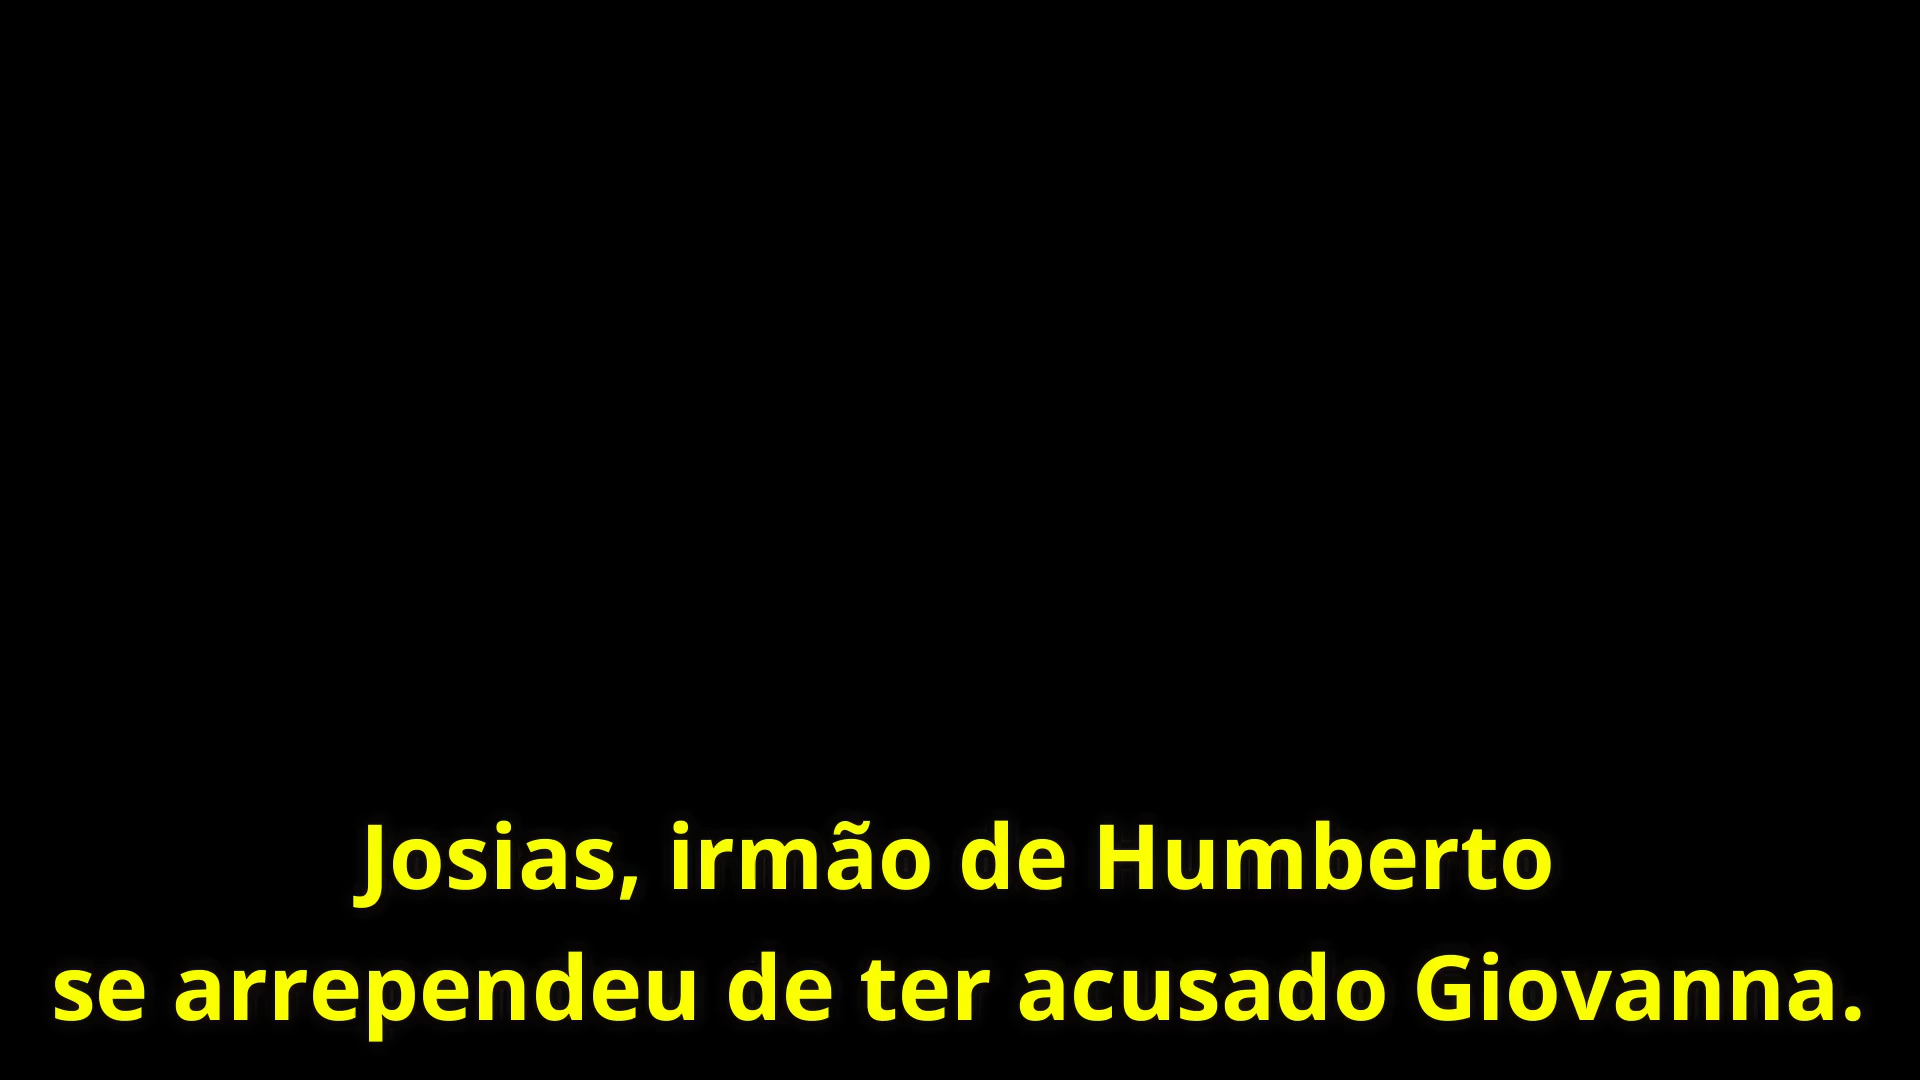 Josias, irmão de Humberto
se arrependeu de ter acusado Giovanna.